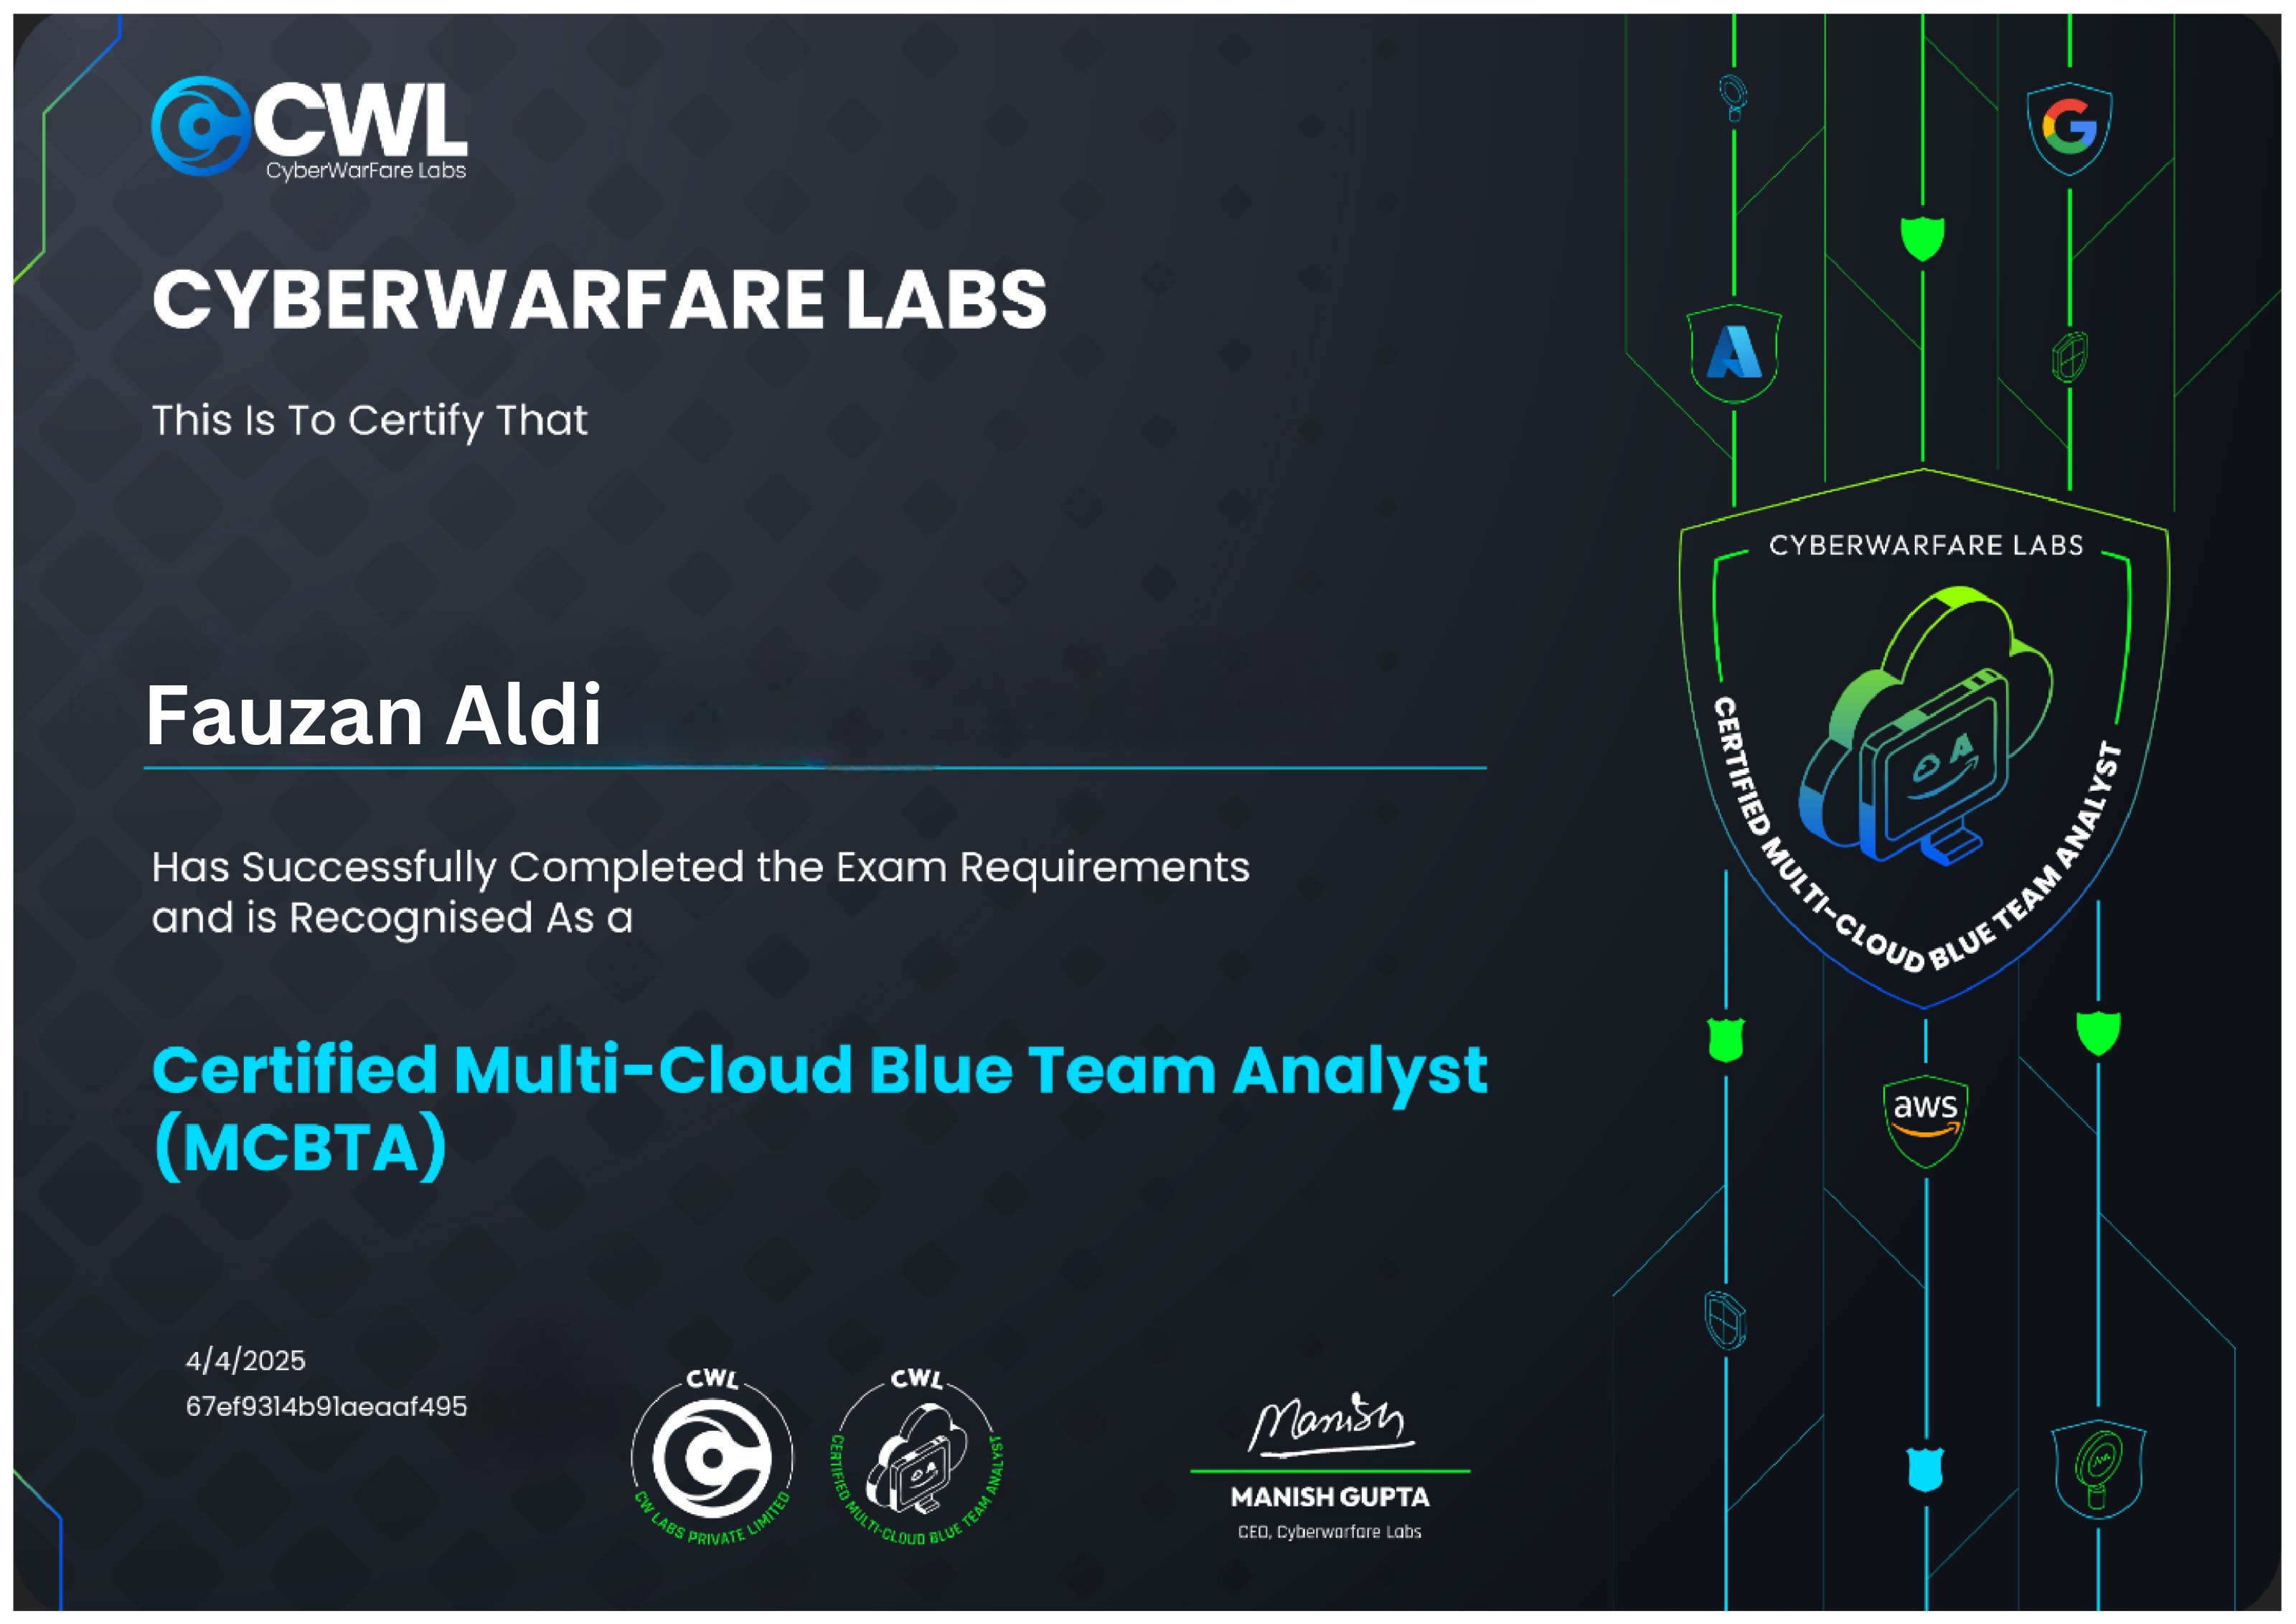 CWL
CyberWarFare Labs
CYBERWARFARE LABS
This Is To Certify That
Fauzan Aldi
Has Successfully Completed the Exam Requirements
and is Recognised As a
Certified Multi-Cloud Blue Team Analyst
(MCBTA)
4/4/2025
67ef9314b91aeaaf495
CWL
CW LABS PRIVATE LIMITED
CWL
CERTIFIED MULTI-CLOUD BLUE TEAM ANALYST
Manish
MANISH GUPTA
CEO, Cyberwarfare Labs
CYBERWARFARE LABS
CERTIFIED MULTI-CLOUD BLUE TEAM ANALYST
aws